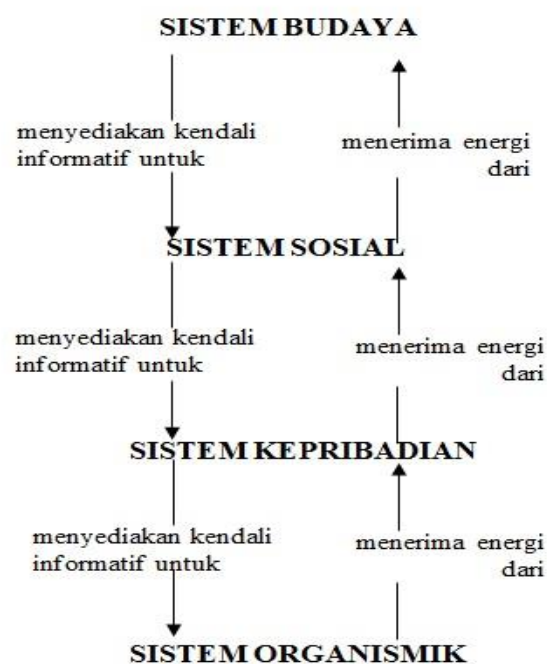 SISTEM BUDAYA
menyediakan kendali
informatif untuk
menerima energi
dari
SISTEM SOSIAL
menyediakan kendali
informatif untuk
menerima energi
dari
SISTEM KEPRIBADIAN
menyediakan kendali
informatif untuk
menerima energi
dari
SISTEM ORGANISMIK